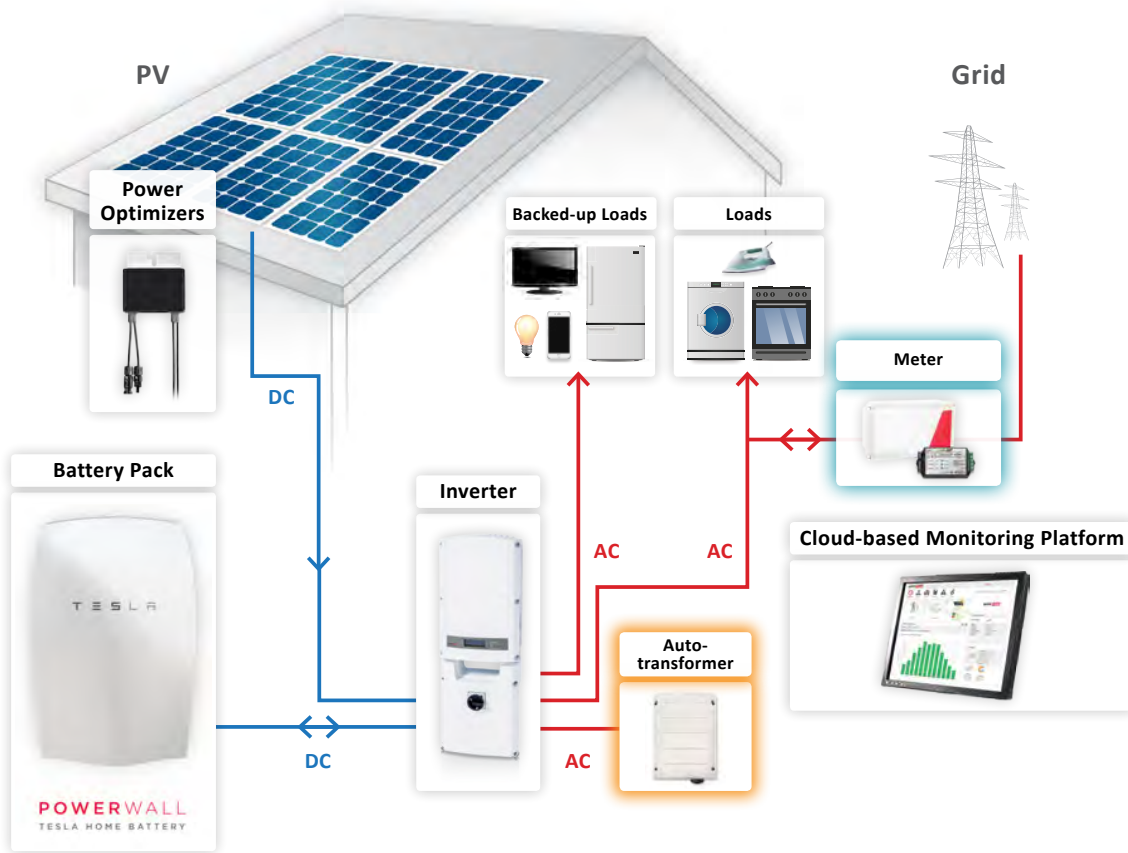 PV
Grid
Power
Optimizers
Backed-up Loads
Loads
Meter
DC
Battery Pack
Inverter
AC
AC
Cloud-based Monitoring Platform
TESLA
Auto-
transformer
DC
AC
POWERWALL
TESLA HOME BATTERY